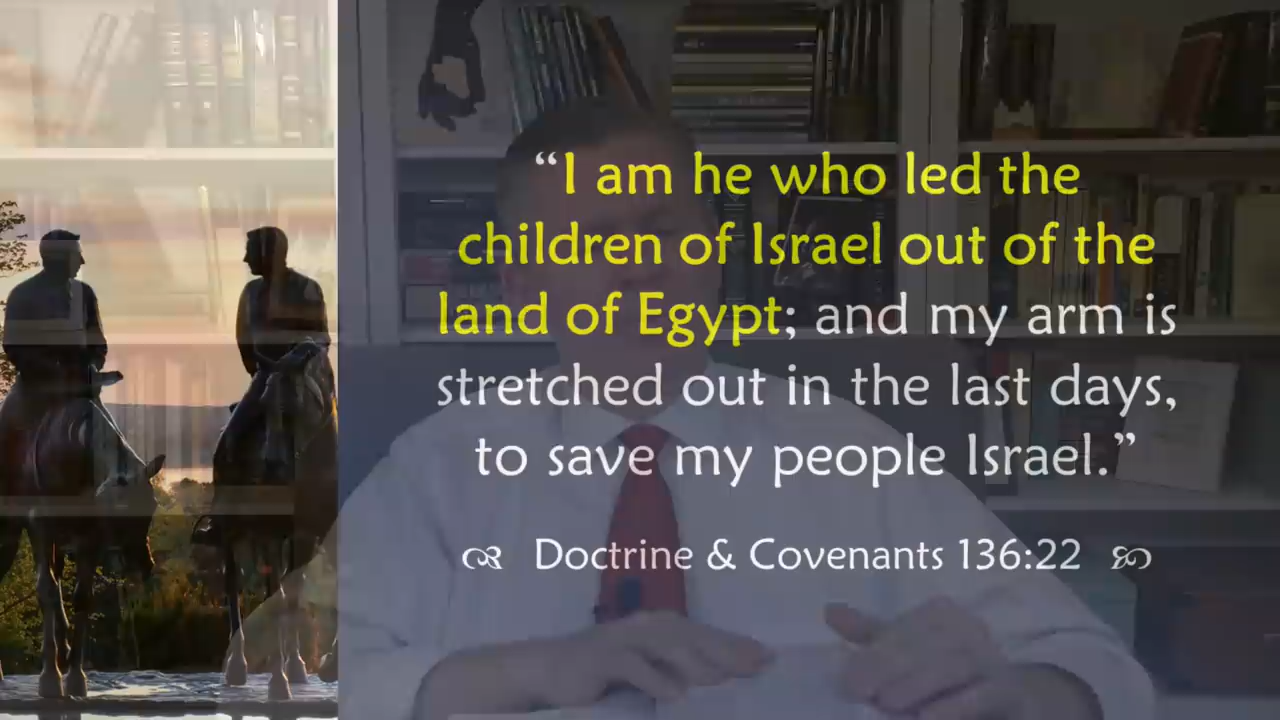 “I am he who led the
children of Israel out of the
land of Egypt; and my arm is
stretched out in the last days,
to save my people Israel.”
Doctrine & Covenants 136:22